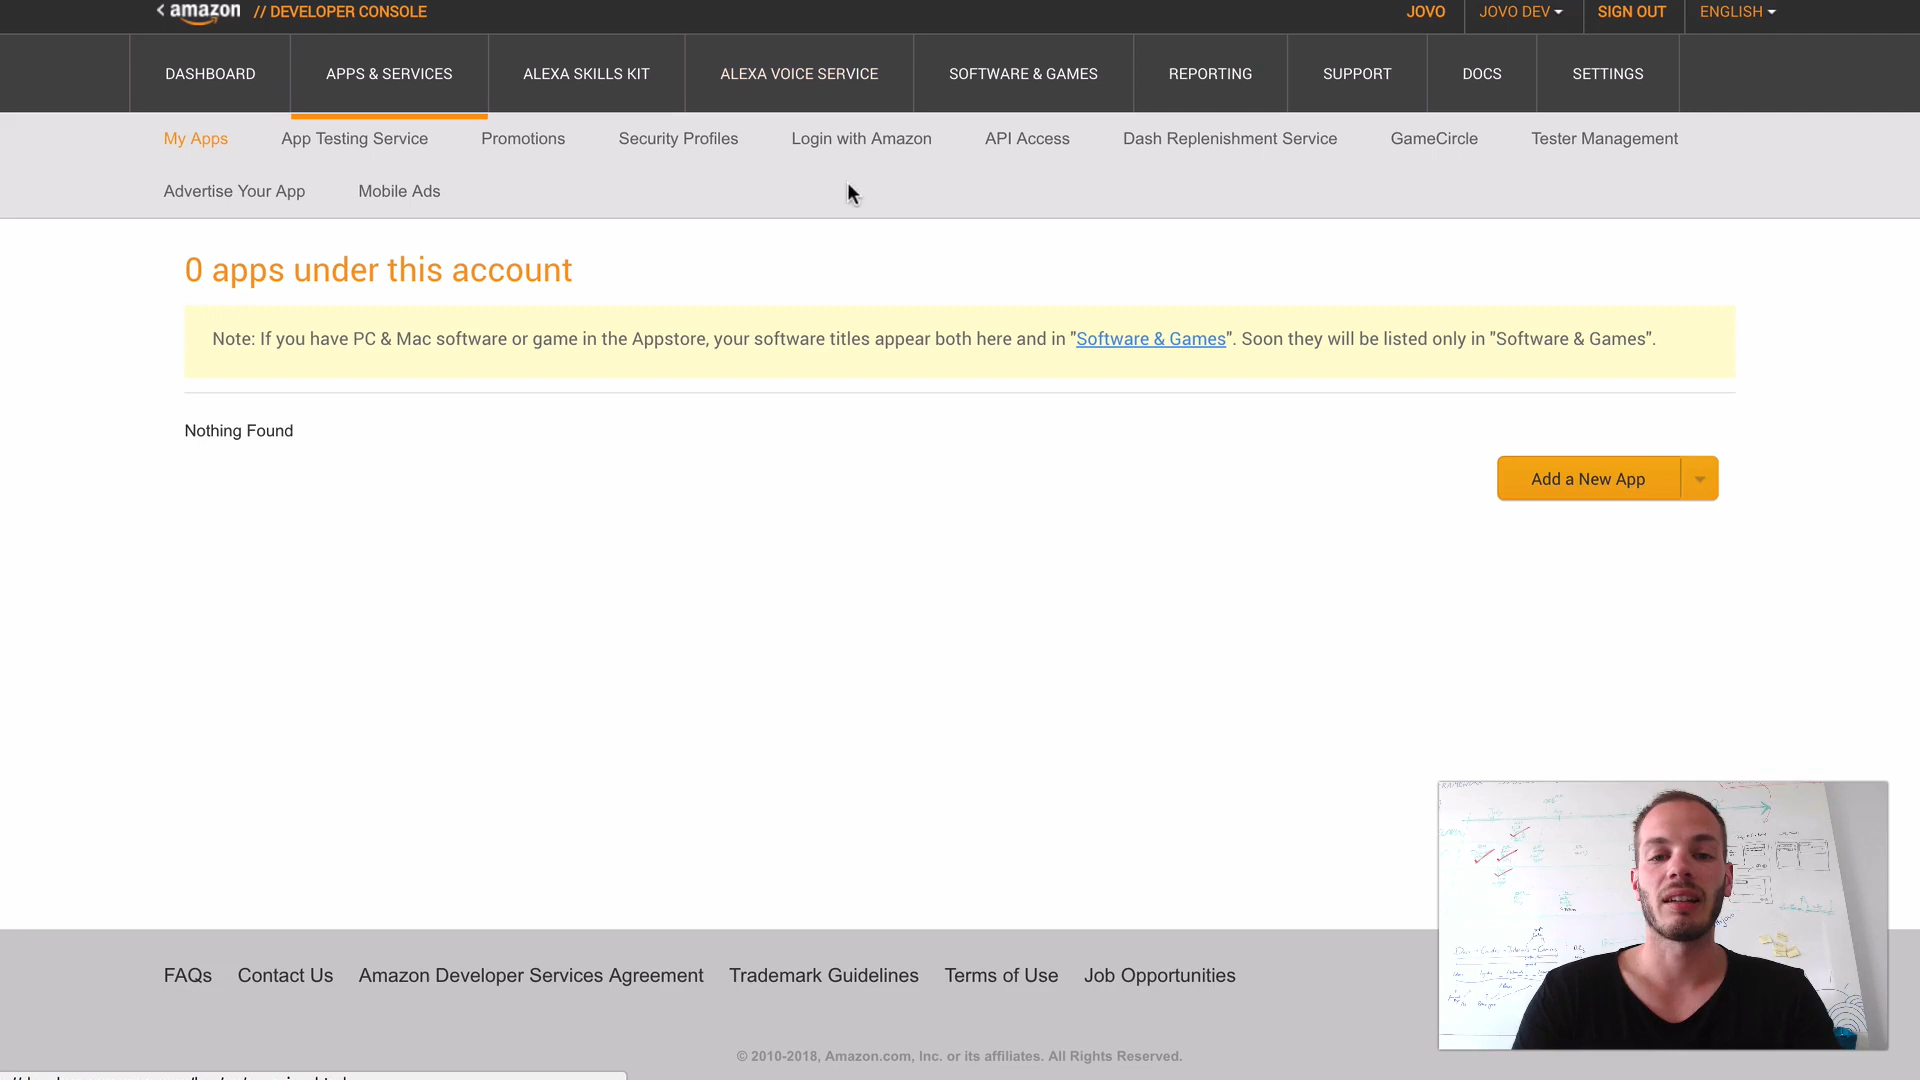 amazon // DEVELOPER CONSOLE JOVO JOVO DEV SIGN OUT ENGLISH
DASHBOARD APPS & SERVICES ALEXA SKILLS KIT ALEXA VOICE SERVICE SOFTWARE & GAMES REPORTING SUPPORT DOCS SETTINGS
My Apps App Testing Service Promotions Security Profiles Login with Amazon API Access Dash Replenishment Service GameCircle Tester Management
Advertise Your App Mobile Ads
0 apps under this account
Note: If you have PC & Mac software or game in the Appstore, your software titles appear both here and in "Software & Games". Soon they will be listed only in "Software & Games".
Nothing Found
Add a New App
FAQs Contact Us Amazon Developer Services Agreement Trademark Guidelines Terms of Use Job Opportunities
© 2010-2018, Amazon.com, Inc. or its affiliates. All Rights Reserved.